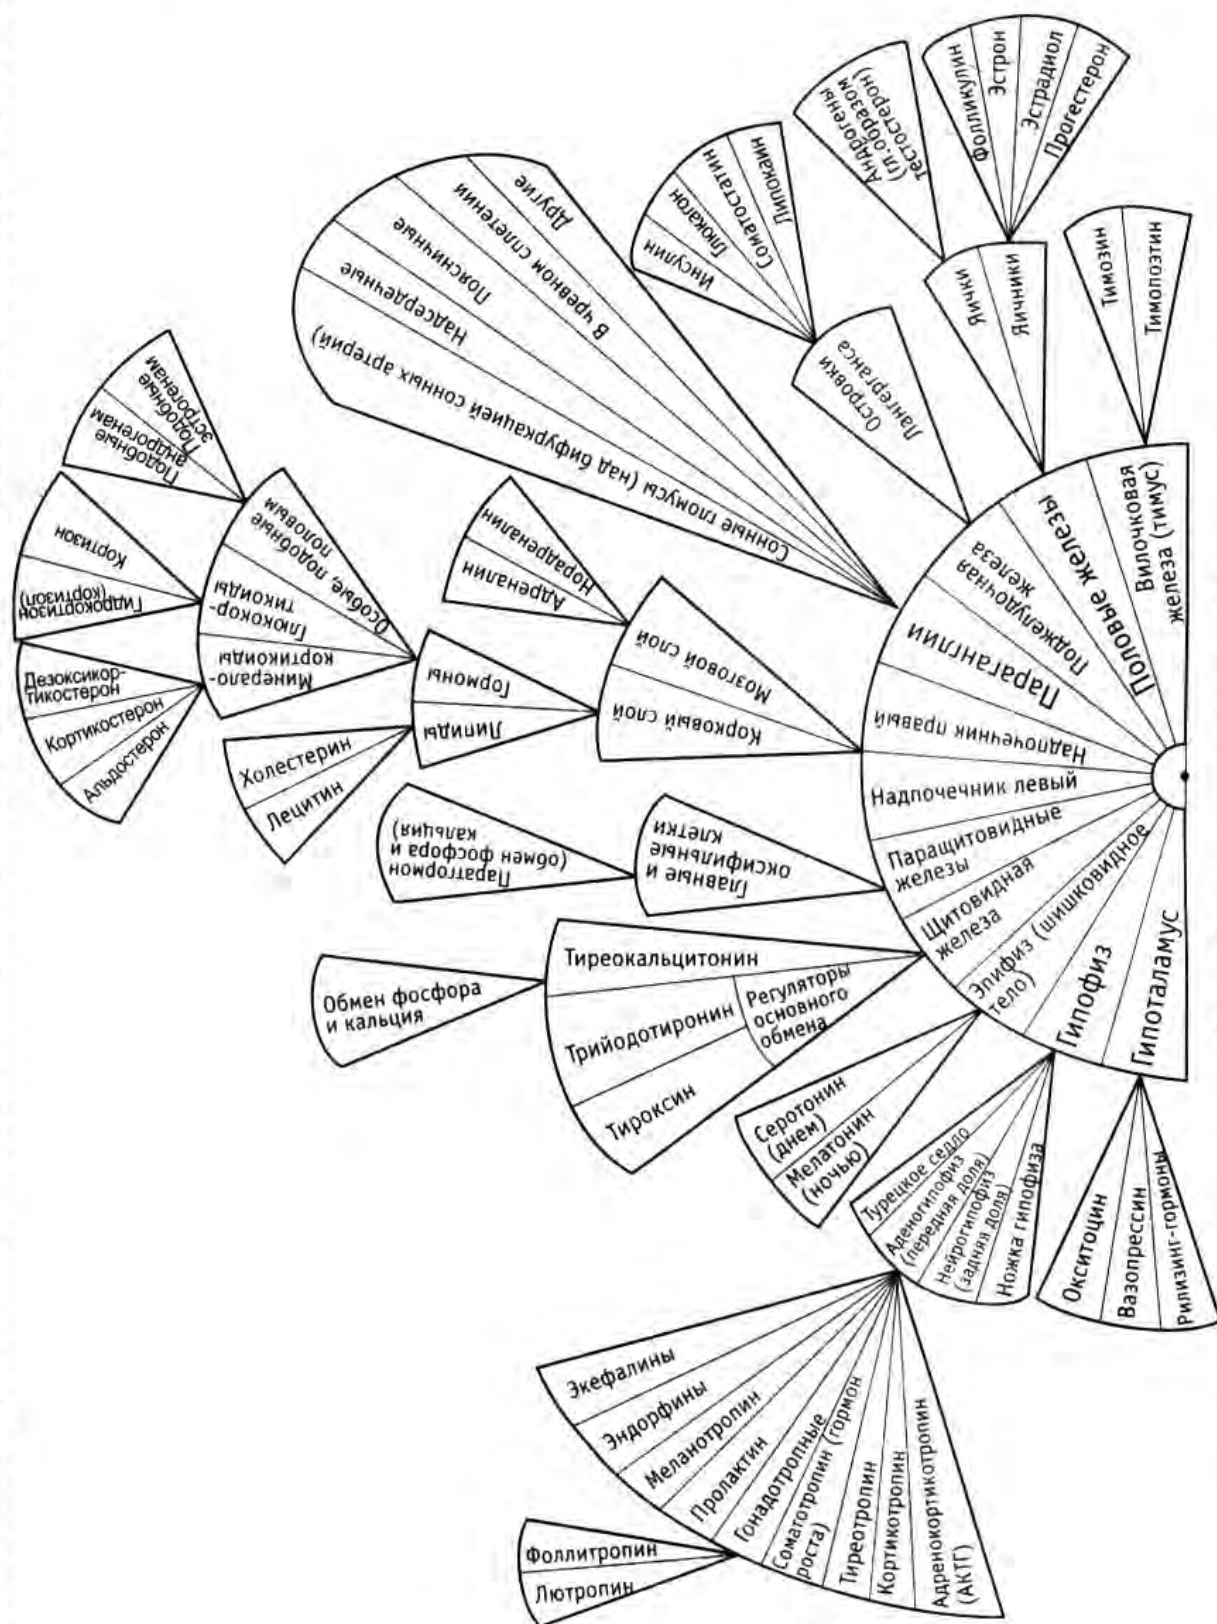 Гипоталамус
Гипофиз
Эпифиз (шишковидное
тело)
Щитовидная
железа
Паращитовидные
железы
Надпочечник левый
Надпочечник правый
Параганглии
Поджелудочная
железа
Половые железы
Вилочковая
железа (тимус)
Окситоцин
Вазопрессин
Рилизинг-гормоны
Турецкое седло
Аденогипофиз
(передняя доля)
Нейрогипофиз
(задняя доля)
Ножка гипофиза
Экефалины
Эндорфины
Меланотропин
Пролактин
Гонадотропные
Соматотропин (гормон
роста)
Тиреотропин
Кортикотропин
Адренокортикотропин
(АКТГ)
Фоллитропин
Лютропин
Серотонин
(днем)
Мелатонин
(ночью)
Тиреокальцитонин
Трийодотиронин
Тироксин
Регуляторы
основного
обмена
Обмен фосфора
и кальция
Главные и
оксифильные
клетки
Паратгормон
(обмен фосфора и
кальция)
Корковый слой
Мозговой слой
Адреналин
Норадреналин
Липиды
Гормоны
Холестерин
Лецитин
Минерало-
кортикоиды
Глюкокор-
тикоиды
Особые, подобные
половым
Дезоксикор-
тикостерон
Кортикостерон
Альдостерон
Гидрокортизон
(кортизол)
Кортизон
Подобные
андрогенам
Подобные
эстрогенам
Сонные гломусы (над бифуркацией сонных артерий)
Надсердечные
Поясничные
В чревном сплетении
Другие
Островки
Лангерганса
Инсулин
Глюкагон
Соматостатин
Липокаин
Яички
Яичники
Андрогены
(гл.образом
тестостерон)
Фолликулин
Эстрон
Эстрадиол
Прогестерон
Тимозин
Тимопоэтин